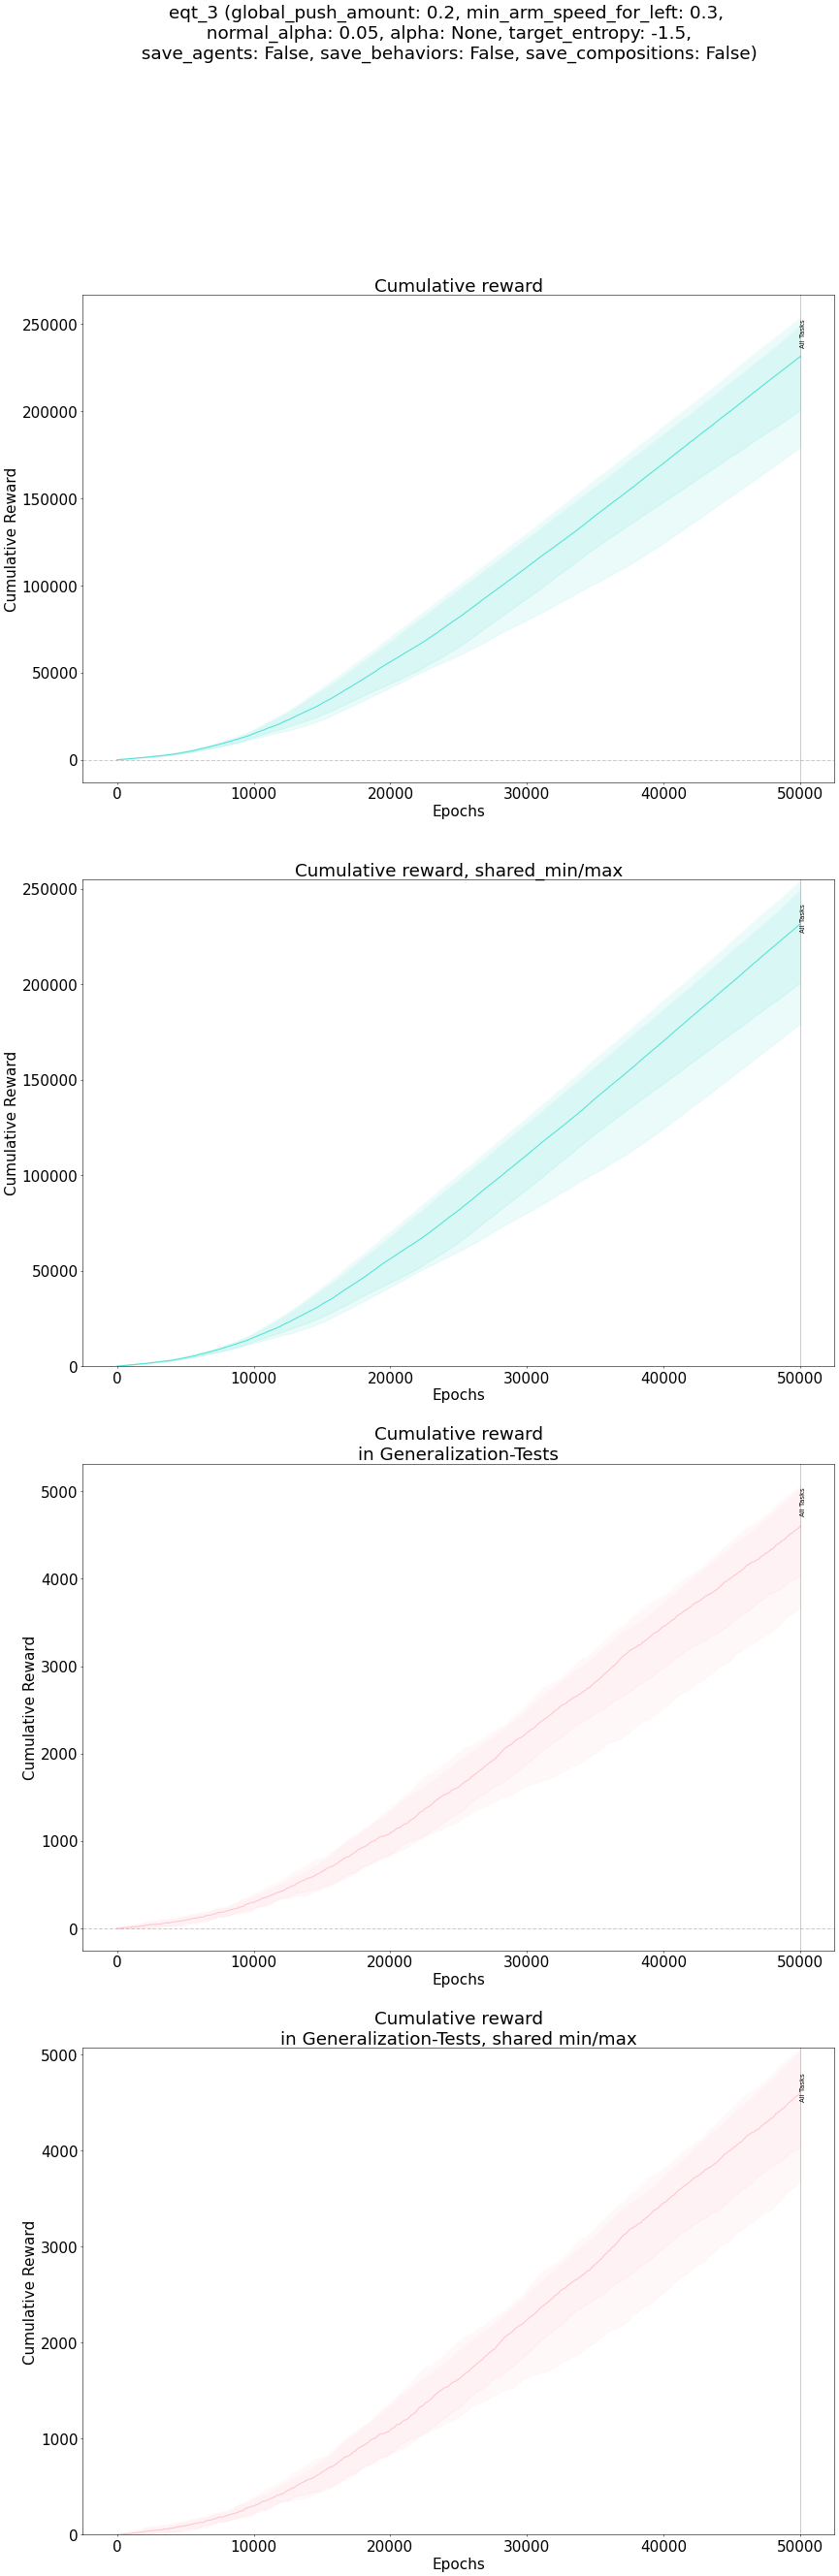 eqt_3 (global_push_amount: 0.2, min_arm_speed_for_left: 0.3,
normal_alpha: 0.05, alpha: None, target_entropy: -1.5,
save_agents: False, save_behaviors: False, save_compositions: False)
Cumulative reward
250000
200000
150000
100000
50000
0
Cumulative Reward
All Tasks
0 10000 20000 30000 40000 50000
Epochs
Cumulative reward, shared_min/max
250000
200000
150000
100000
50000
0
Cumulative Reward
All Tasks
0 10000 20000 30000 40000 50000
Epochs
Cumulative reward
in Generalization-Tests
5000
4000
3000
2000
1000
0
Cumulative Reward
All Tasks
0 10000 20000 30000 40000 50000
Epochs
Cumulative reward
in Generalization-Tests, shared min/max
5000
4000
3000
2000
1000
0
Cumulative Reward
All Tasks
0 10000 20000 30000 40000 50000
Epochs